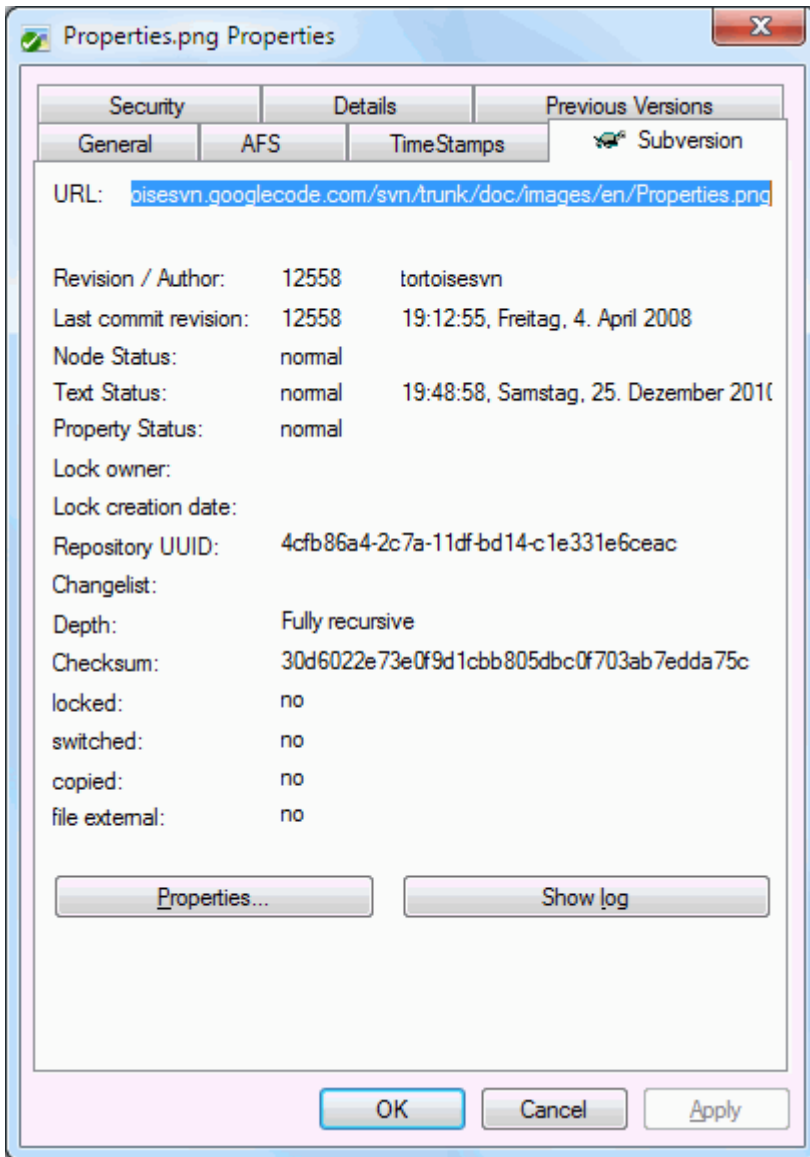 Properties.png Properties
Security Details Previous Versions
General AFS TimeStamps Subversion
URL: oisesvn.googlecode.com/svn/trunk/doc/images/en/Properties.png
Revision / Author: 12558 tortoisesvn
Last commit revision: 12558 19:12:55, Freitag, 4. April 2008
Node Status: normal
Text Status: normal 19:48:58, Samstag, 25. Dezember 2010
Property Status: normal
Lock owner:
Lock creation date:
Repository UUID: 4cfb86a4-2c7a-11df-bd14-c1e331e6ceac
Changelist:
Depth: Fully recursive
Checksum: 30d6022e73e0f9d1cbb805dbc0f703ab7edda75c
locked: no
switched: no
copied: no
file external: no
Properties... Show log
OK Cancel Apply